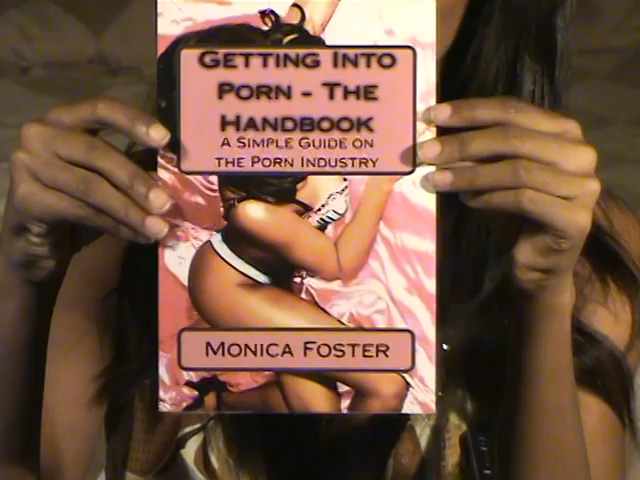 Getting Into
Porn - The
Handbook
A Simple Guide on
the Porn Industry
Monica Foster